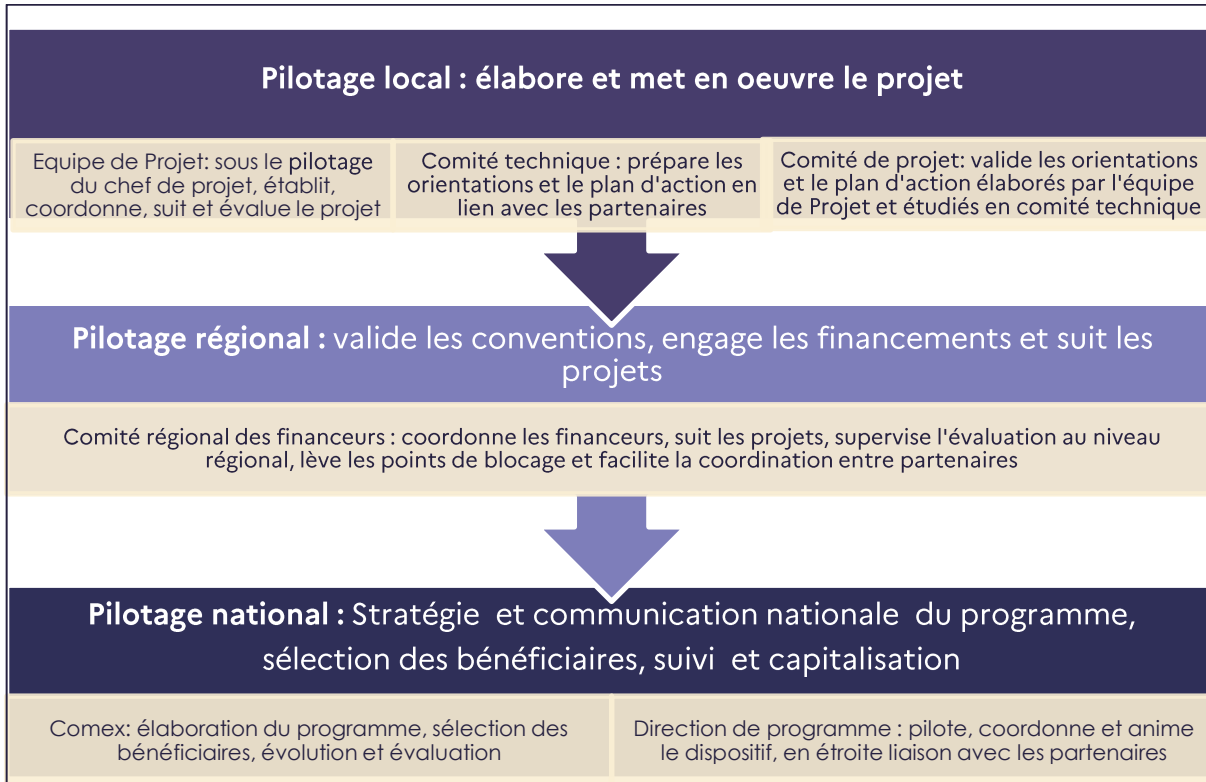 Pilotage local : élabore et met en oeuvre le projet
Equipe de Projet: sous le pilotage
du chef de projet, établit,
coordonne, suit et évalue le projet
Comité technique : prépare les
orientations et le plan d'action en
lien avec les partenaires
Comité de projet: valide les orientations
et le plan d'action élaborés par l'équipe
de Projet et étudiés en comité technique
Pilotage régional : valide les conventions, engage les financements et suit les
projets
Comité régional des financeurs : coordonne les financeurs, suit les projets, supervise l'évaluation au niveau
régional, lève les points de blocage et facilite la coordination entre partenaires
Pilotage national : Stratégie et communication nationale du programme,
sélection des bénéficiaires, suivi et capitalisation
Comex: élaboration du programme, sélection des
bénéficiaires, évolution et évaluation
Direction de programme : pilote, coordonne et anime
le dispositif, en étroite liaison avec les partenaires